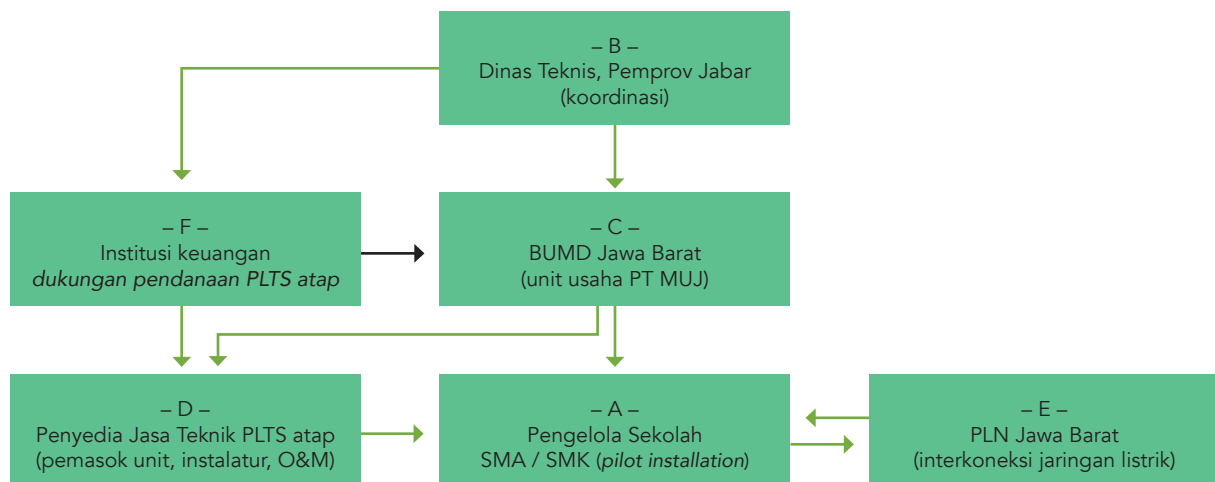 – B –
Dinas Teknis, Pemprov Jabar
(koordinasi)
– F –
Institusi keuangan
dukungan pendanaan PLTS atap
– C –
BUMD Jawa Barat
(unit usaha PT MUJ)
– D –
Penyedia Jasa Teknik PLTS atap
(pemasok unit, instalatur, O&M)
– A –
Pengelola Sekolah
SMA / SMK (pilot installation)
– E –
PLN Jawa Barat
(interkoneksi jaringan listrik)